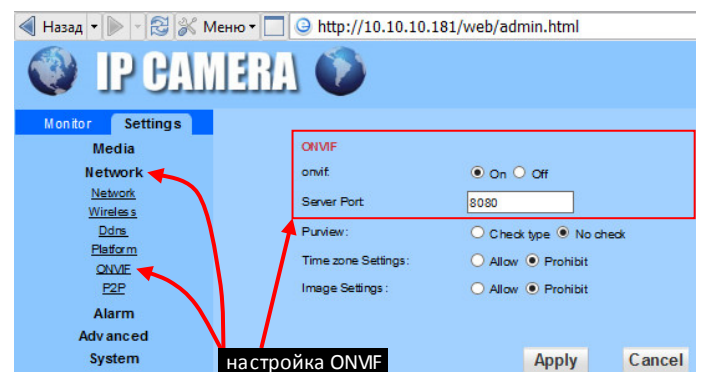 Назад Меню http://10.10.10.181/web/admin.html
IP CAMERA
Monitor Settings
Media
Network
Network
Wireless
Ddns
Platform
ONVIF
P2P
Alarm
Advanced
System
ONVIF
onvif: On Off
Server Port: 8080
Purview: Check type No check
Time zone Settings: Allow Prohibit
Image Settings: Allow Prohibit
настройка ONVIF
Apply Cancel